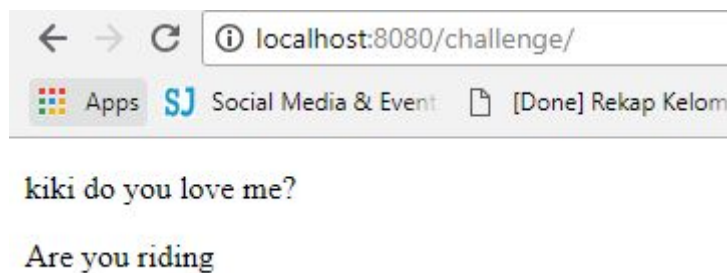 localhost:8080/challenge/
Apps SJ Social Media & Event [Done] Rekap Kelom
kiki do you love me?
Are you riding